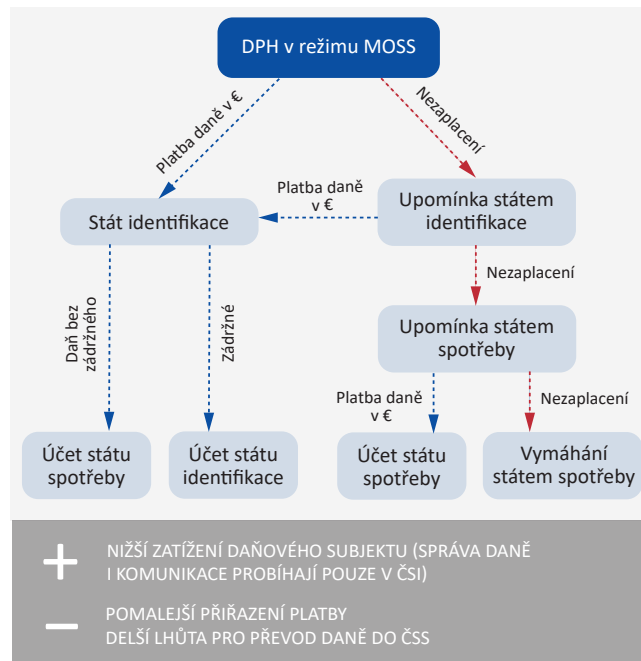 DPH v režimu MOSS
Platba daně v €
Nezaplacení
Platba daně
v €
Stát identifikace
Upomínka státem
identifikace
Nezaplacení
Daň bez
zádržného
Zádržné
Upomínka státem
spotřeby
Platba daně
v €
Nezaplacení
Účet státu
spotřeby
Účet státu
identifikace
Účet státu
spotřeby
Vymáhání
státem spotřeby
+
NIŽŠÍ ZATÍŽENÍ DAŇOVÉHO SUBJEKTU (SPRÁVA DANĚ
I KOMUNIKACE PROBÍHAJÍ POUZE V ČSI)
–
POMALEJŠÍ PŘIŘAZENÍ PLATBY
DELŠÍ LHŮTA PRO PŘEVOD DANĚ DO ČSS